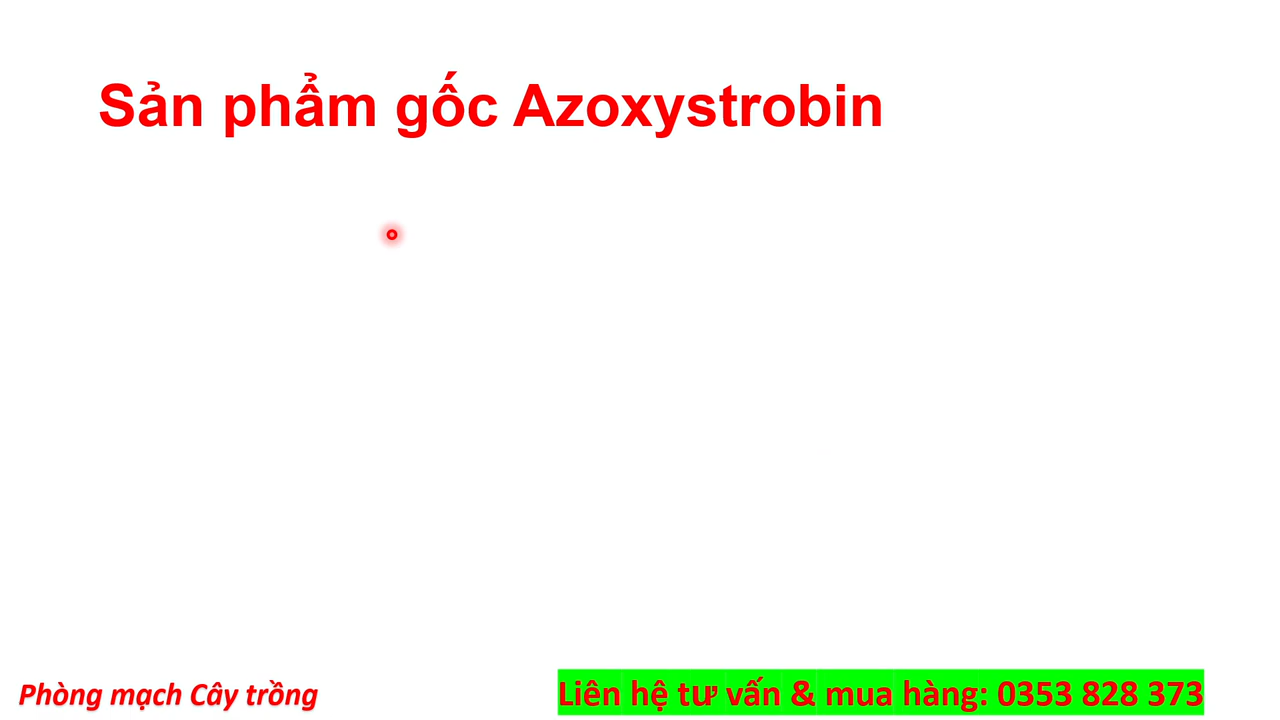 Sản phẩm gốc Azoxystrobin
Phòng mạch Cây trồng
Liên hệ tư vấn & mua hàng: 0353 828 373